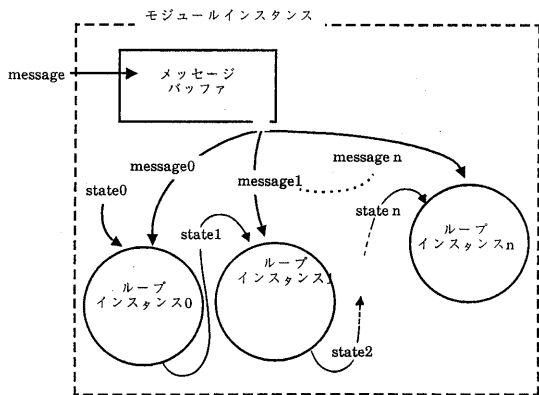 モジュールインスタンス
message
メッセージ
バッファ
message0
message1
message n
state0
state1
state n
ループ
インスタンス0
ループ
インスタンス1
ループ
インスタンスn
state2